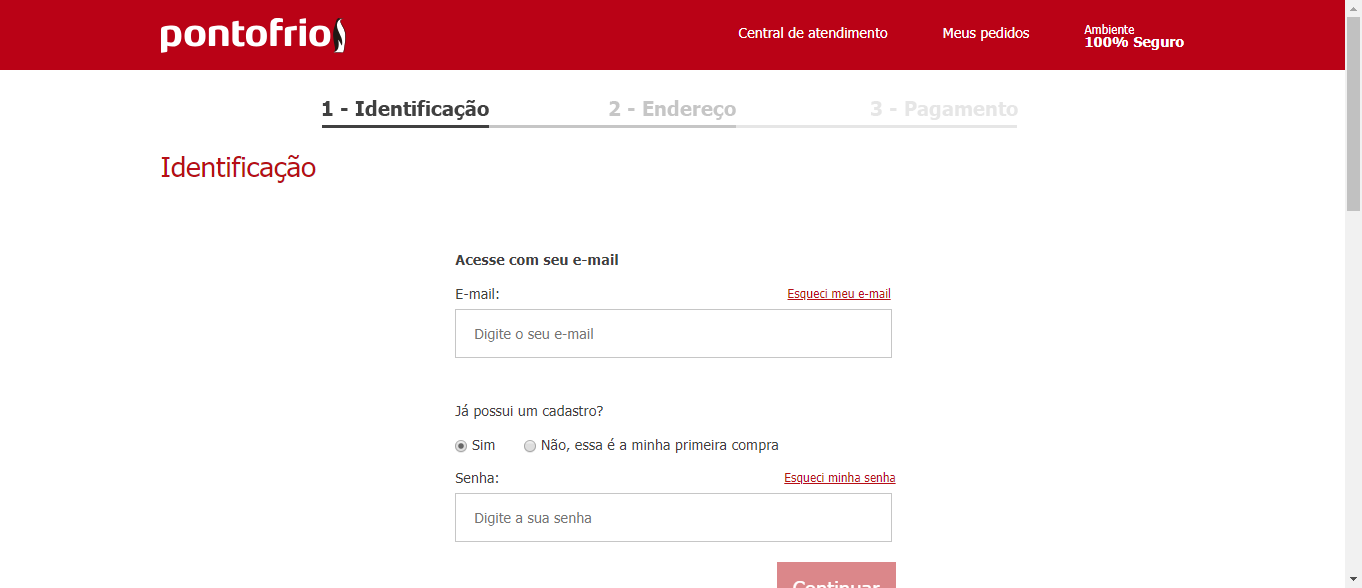 pontofrio
Central de atendimento
Meus pedidos
Ambiente
100% Seguro
1 - Identificação
2 - Endereço
3 - Pagamento
Identificação
Acesse com seu e-mail
E-mail:
Esqueci meu e-mail
Digite o seu e-mail
Já possui um cadastro?
Sim
Não, essa é a minha primeira compra
Senha:
Esqueci minha senha
Digite a sua senha
Continuar